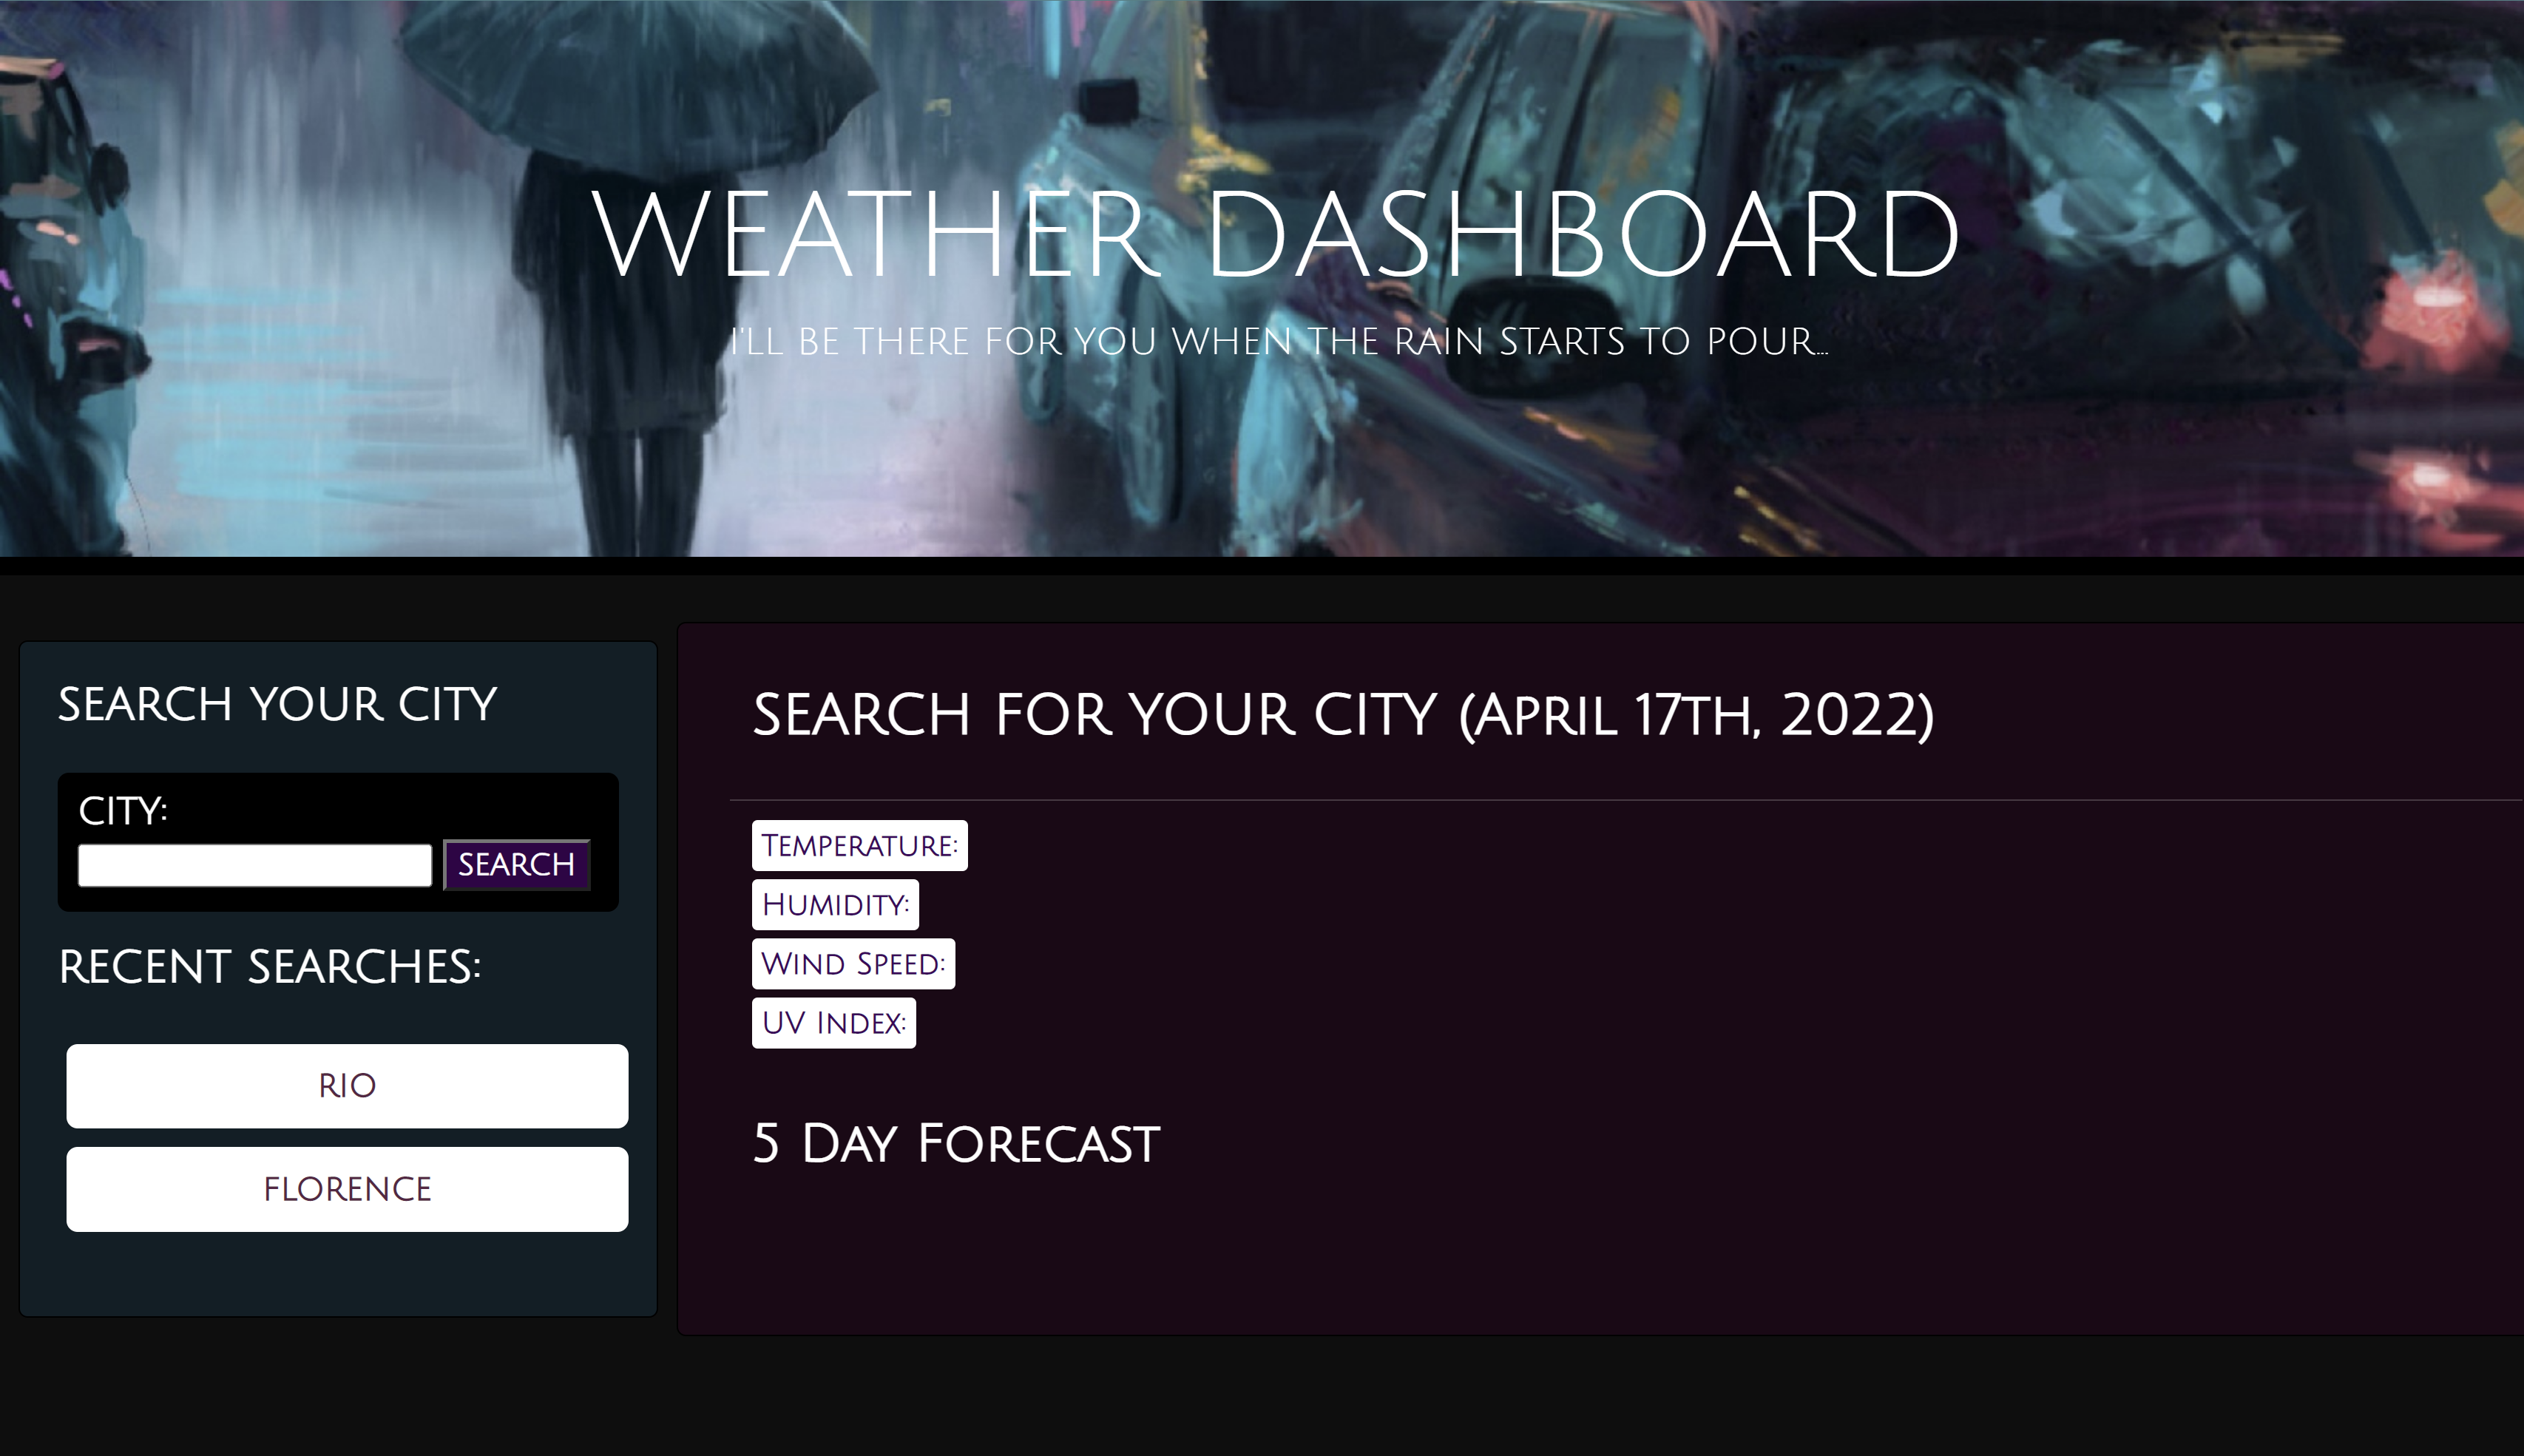 WEATHER DASHBOARD
I'LL BE THERE FOR YOU WHEN THE RAIN STARTS TO POUR...
SEARCH YOUR CITY
CITY:
SEARCH
RECENT SEARCHES:
RIO
FLORENCE
SEARCH FOR YOUR CITY (April 17th, 2022)
Temperature:
Humidity:
Wind Speed:
UV Index:
5 Day Forecast